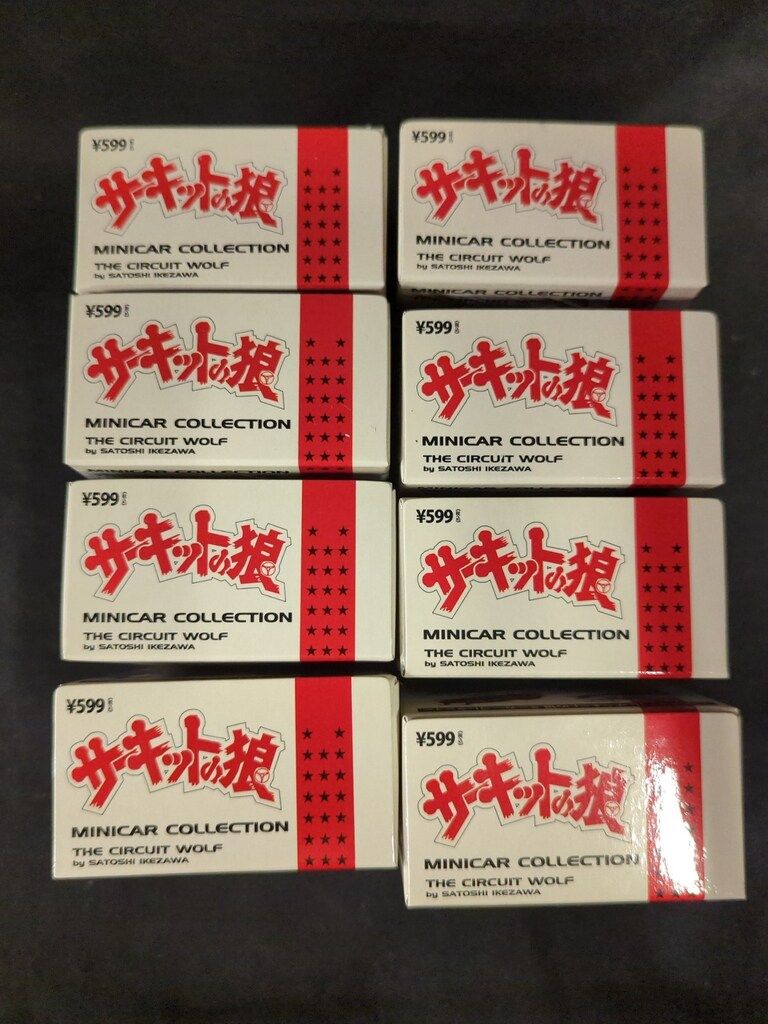 ¥599
サーキットの狼
MINICAR COLLECTION
THE CIRCUIT WOLF
by SATOSHI IKEZAWA
¥599
サーキットの狼
MINICAR COLLECTION
THE CIRCUIT WOLF
by SATOSHI IKEZAWA
MINICAR COLLECTION
¥599
サーキットの狼
MINICAR COLLECTION
THE CIRCUIT WOLF
by SATOSHI IKEZAWA
MINICAR COLLECTION
¥599
サーキットの狼
MINICAR COLLECTION
THE CIRCUIT WOLF
by SATOSHI IKEZAWA
¥599
サーキットの狼
MINICAR COLLECTION
THE CIRCUIT WOLF
by SATOSHI IKEZAWA
¥599
サーキットの狼
MINICAR COLLECTION
THE CIRCUIT WOLF
by SATOSHI IKEZAWA
¥599
サーキットの狼
MINICAR COLLECTION
THE CIRCUIT WOLF
by SATOSHI IKEZAWA
¥599
サーキットの狼
MINICAR COLLECTION
THE CIRCUIT WOLF
by SATOSHI IKEZAWA